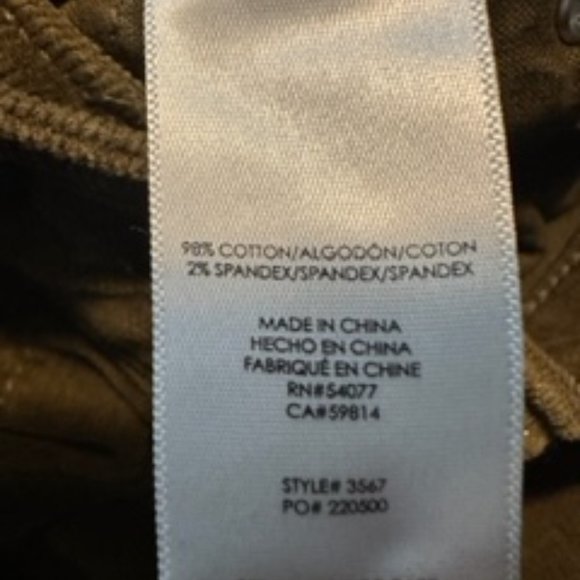 98% COTTON/ALGODÓN/COTON
2% SPANDEX/SPANDEX/SPANDEX
MADE IN CHINA
HECHO EN CHINA
FABRIQUÉ EN CHINE
RN#54077
CA#59814
STYLE# 3567
PO# 220500